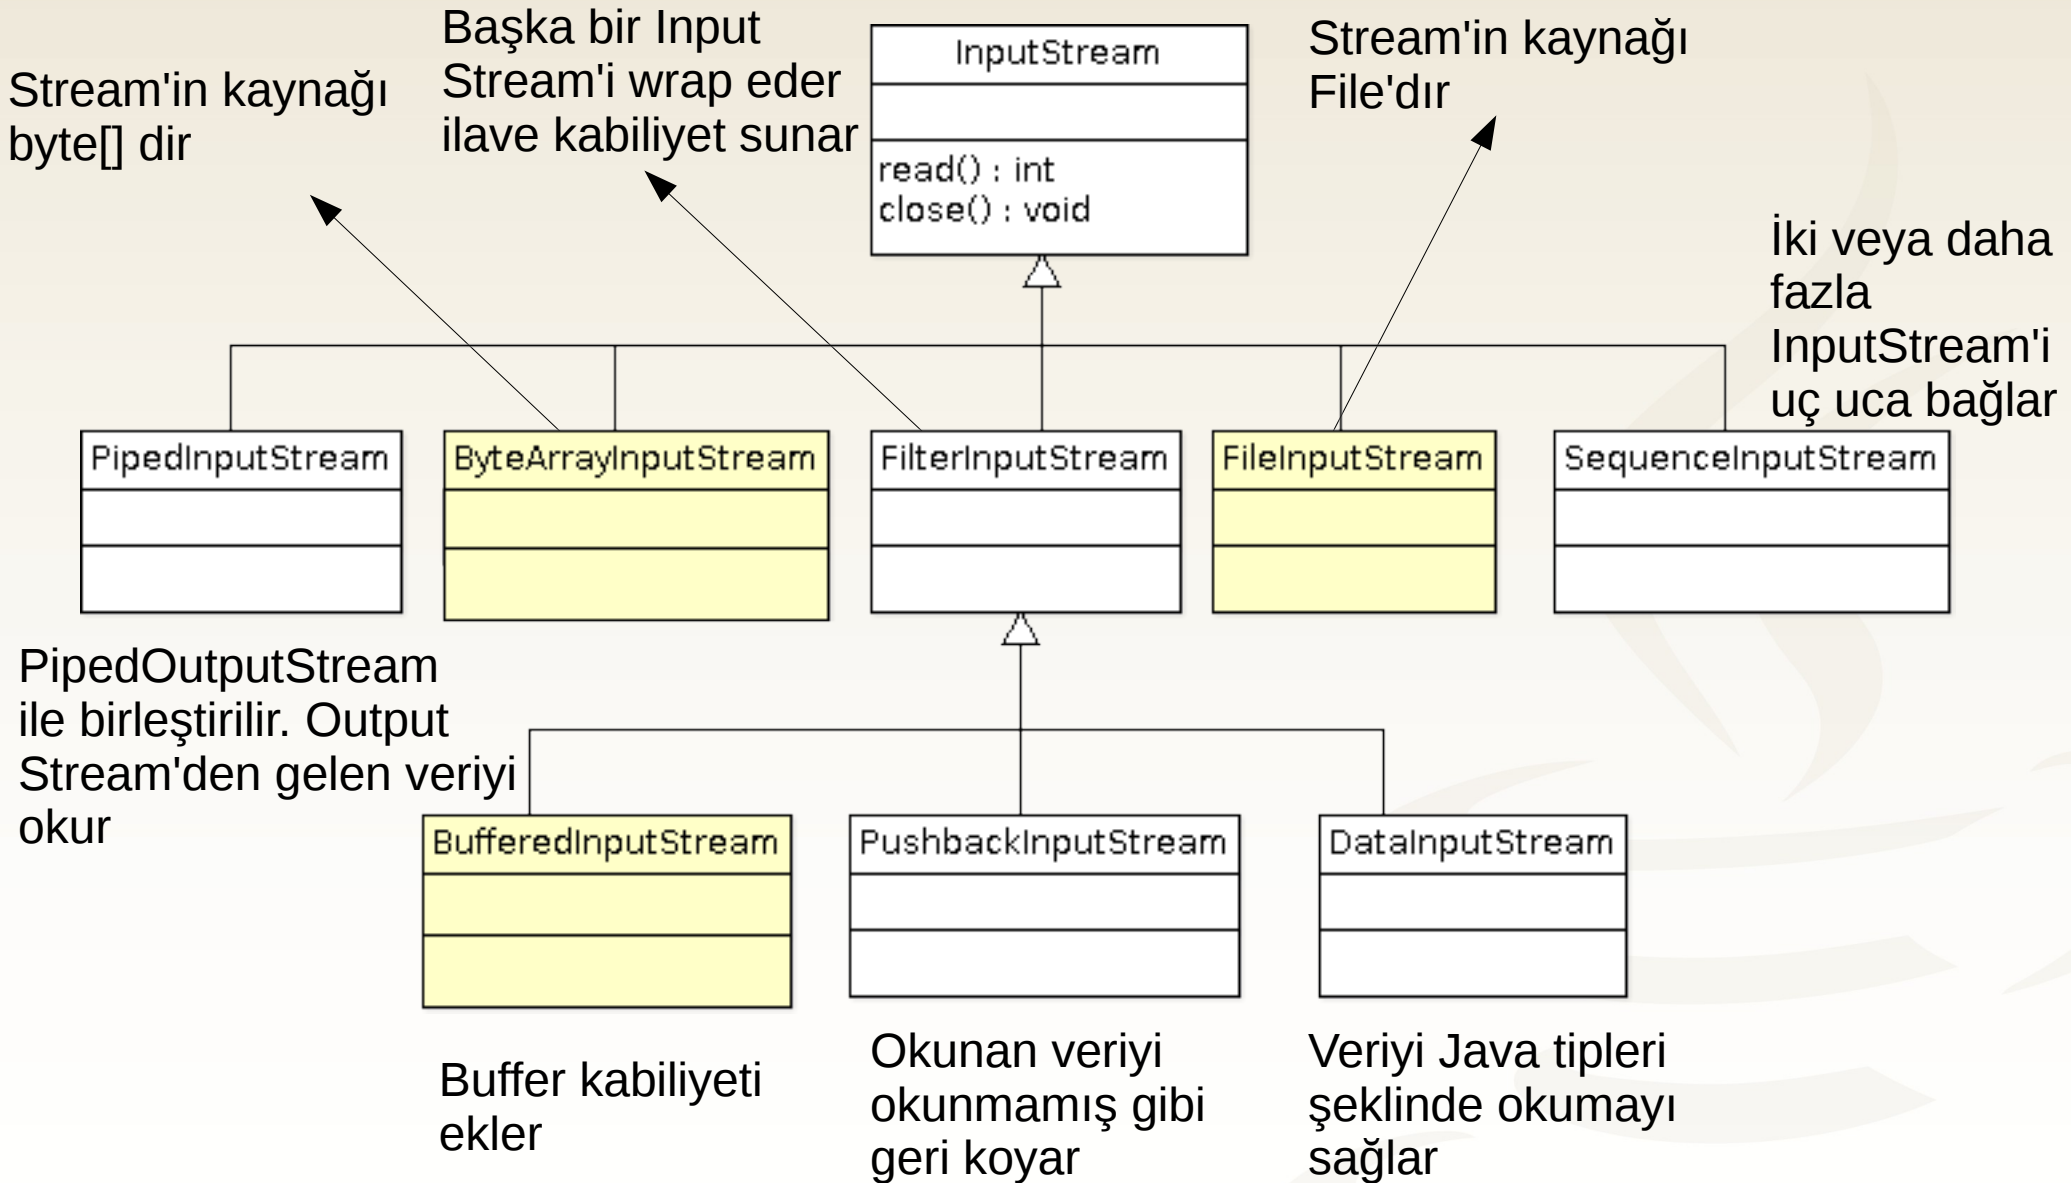 Stream'in kaynağı
byte[] dir
Başka bir Input
Stream'i wrap eder
ilave kabiliyet sunar
InputStream
read() : int
close() : void
Stream'in kaynağı
File'dır
İki veya daha
fazla
InputStream'i
uç uca bağlar
PipedInputStream
ByteArrayInputStream
FilterInputStream
FileInputStream
SequenceInputStream
PipedOutputStream
ile birleştirilir. Output
Stream'den gelen veriyi
okur
BufferedInputStream
PushbackInputStream
DataInputStream
Buffer kabiliyeti
ekler
Okunan veriyi
okunmamış gibi
geri koyar
Veriyi Java tipleri
şeklinde okumayı
sağlar